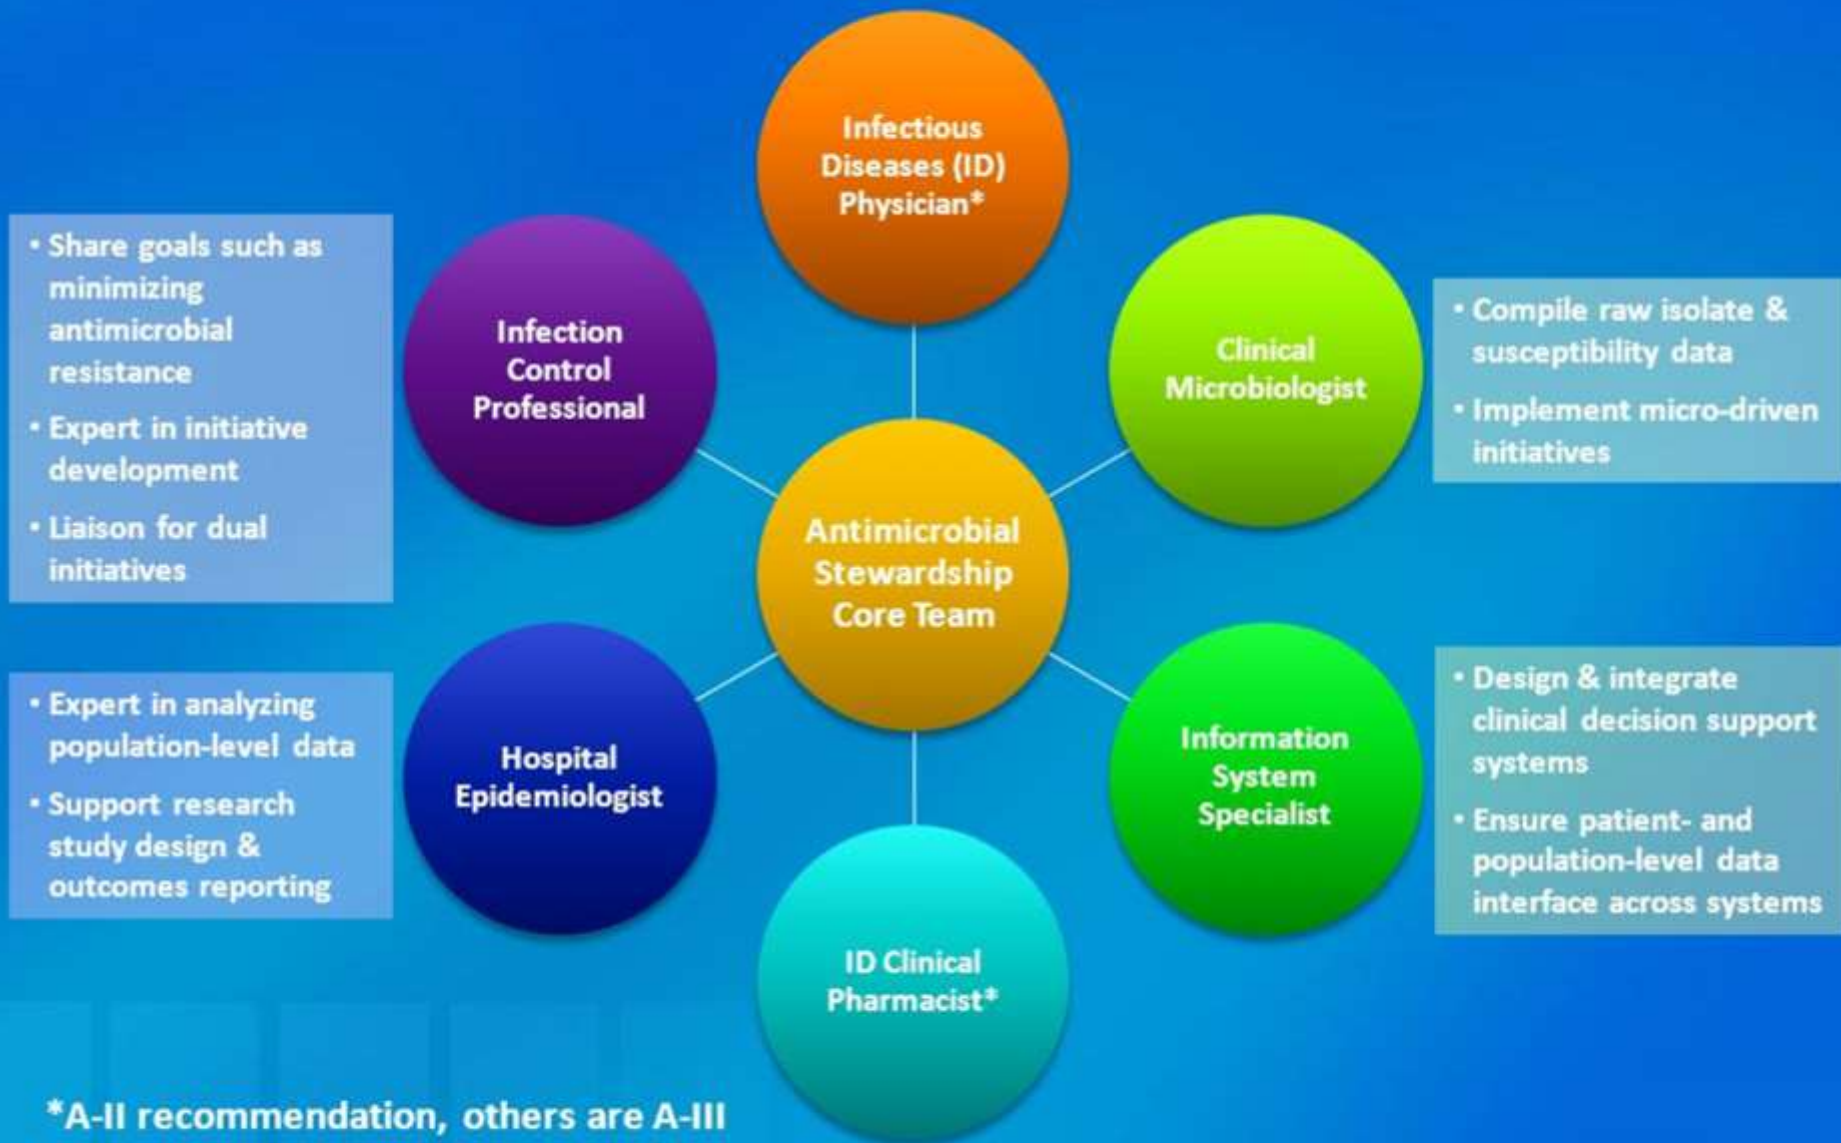 Infectious
Diseases (ID)
Physician*
• Share goals such as
minimizing
antimicrobial
resistance
• Expert in initiative
development
• Liaison for dual
initiatives
Infection
Control
Professional
Clinical
Microbiologist
• Compile raw isolate &
susceptibility data
• Implement micro-driven
initiatives
Antimicrobial
Stewardship
Core Team
• Expert in analyzing
population-level data
• Support research
study design &
outcomes reporting
Hospital
Epidemiologist
Information
System
Specialist
• Design & integrate
clinical decision support
systems
• Ensure patient- and
population-level data
interface across systems
ID Clinical
Pharmacist*
*A-II recommendation, others are A-III